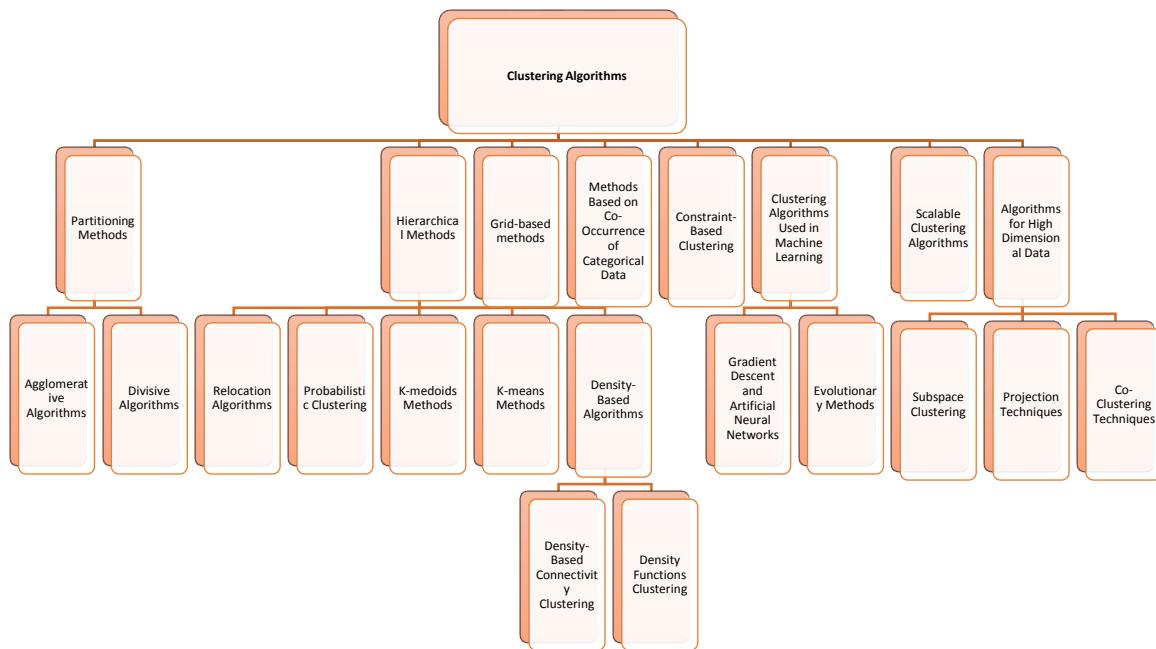 Clustering Algorithms
Partitioning
Methods
Hierarchica
l Methods
Grid-based
methods
Methods
Based on
Co-
Occurrence
of
Categorical
Data
Constraint-
Based
Clustering
Clustering
Algorithms
Used in
Machine
Learning
Scalable
Clustering
Algorithms
Algorithms
for High
Dimension
al Data
Agglomerat
ive
Algorithms
Divisive
Algorithms
Relocation
Algorithms
Probabilisti
c Clustering
K-medoids
Methods
K-means
Methods
Density-
Based
Algorithms
Gradient
Descent
and
Artificial
Neural
Networks
Evolutionar
y Methods
Subspace
Clustering
Projection
Techniques
Co-
Clustering
Techniques
Density-
Based
Connectivit
y
Clustering
Density
Functions
Clustering